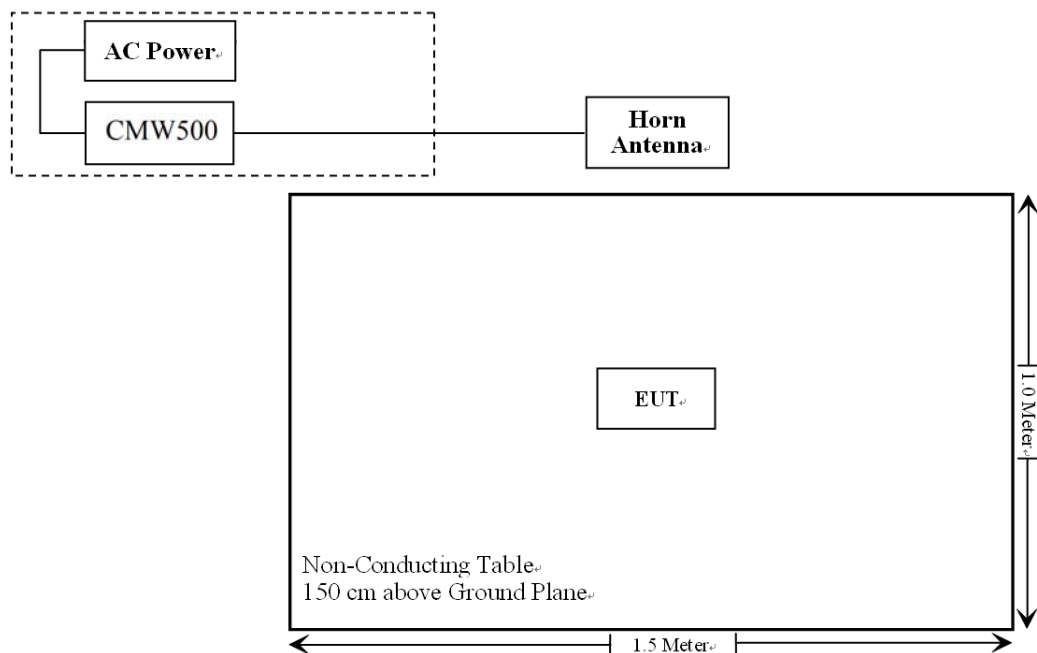 AC Power
CMW500
Horn
Antenna
EUT
1.0 Meter
Non-Conducting Table
150 cm above Ground Plane
1.5 Meter